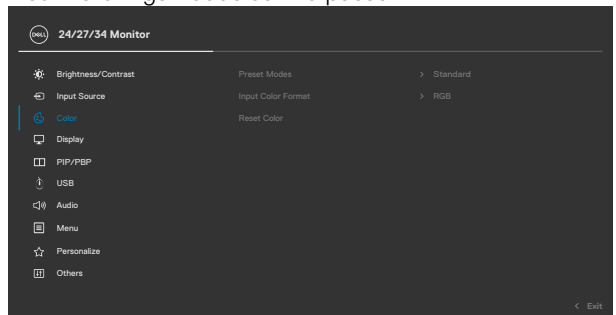 DELL 24/27/34 Monitor
Brightness/Contrast Preset Modes > Standard
Input Source Input Color Format > RGB
Color Reset Color
Display
PIP/PBP
USB
Audio
Menu
Personalize
Others
< Exit